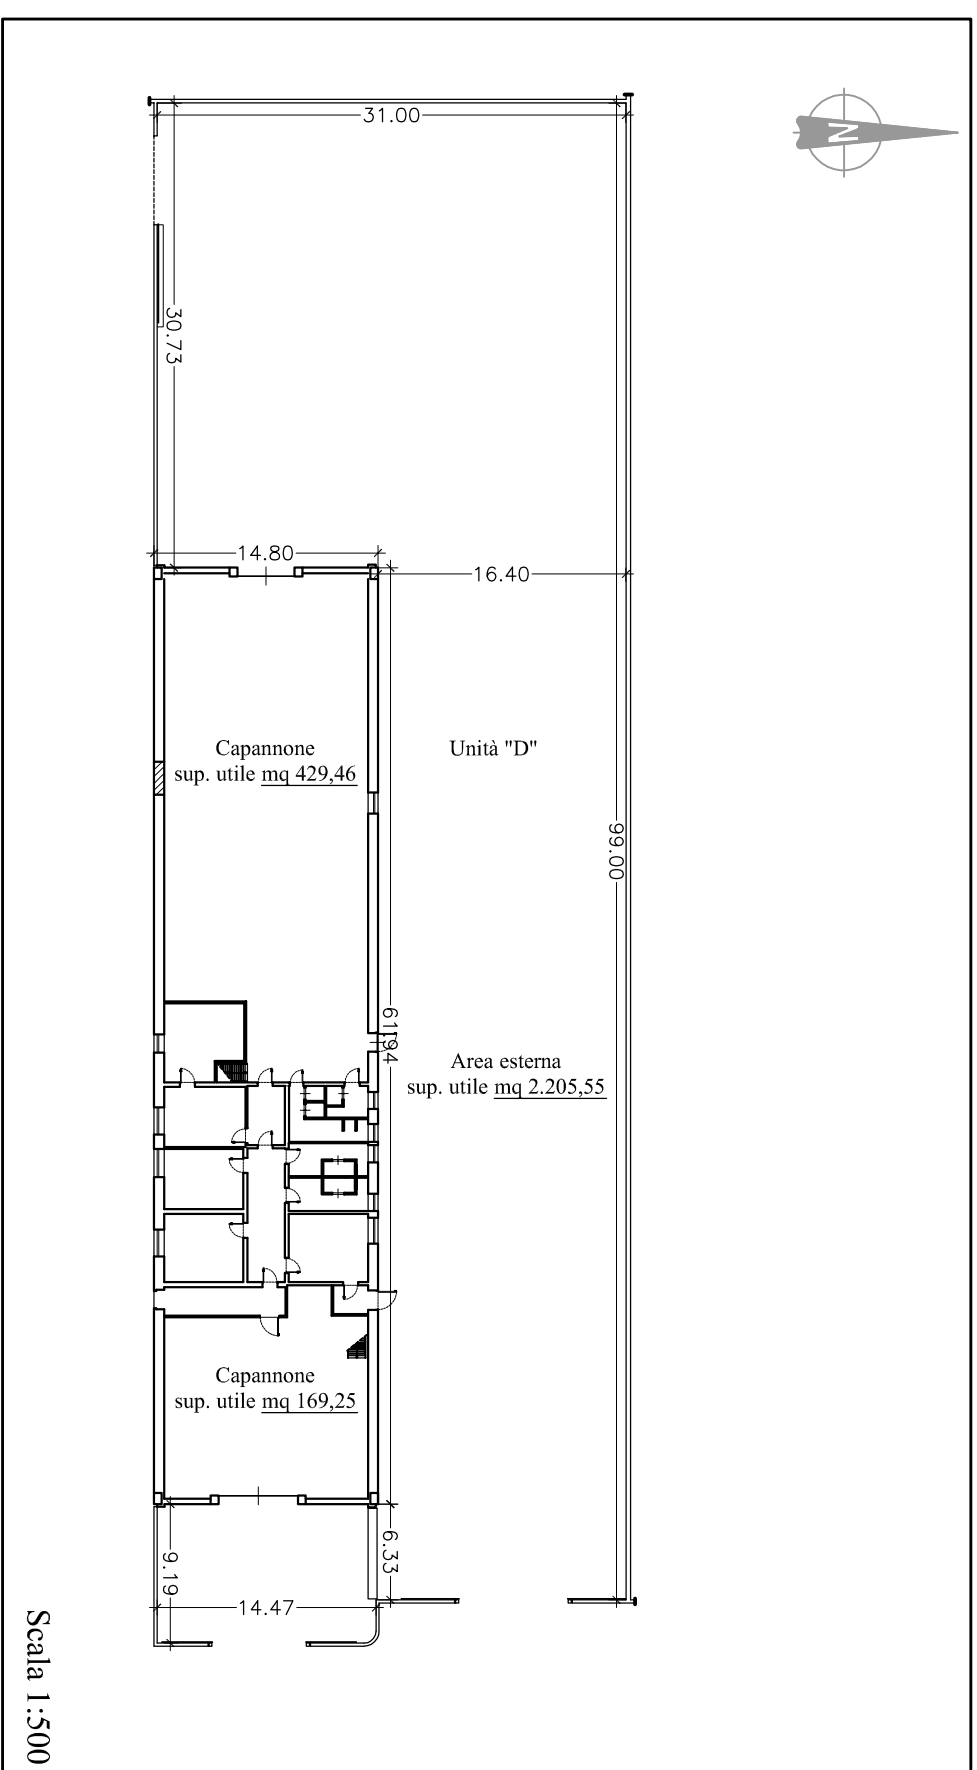 31.00
N
30.73
14.80
16.40
Capannone
sup. utile mq 429,46
Unità "D"
99.00
61.94
Area esterna
sup. utile mq 2.205,55
Capannone
sup. utile mq 169,25
6.33
9.19
14.47
Scala 1:500